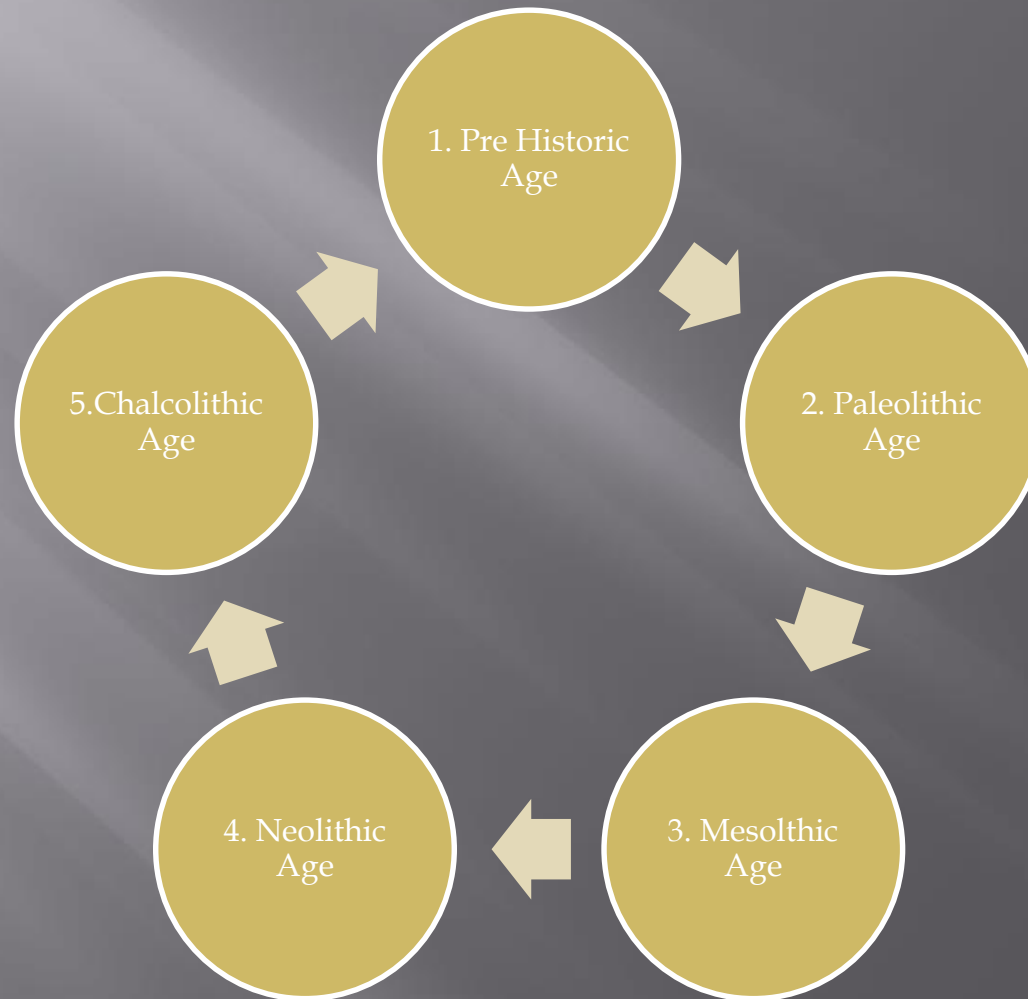 1. Pre Historic
Age
2. Paleolithic
Age
3. Mesolthic
Age
4. Neolithic
Age
5.Chalcolithic
Age